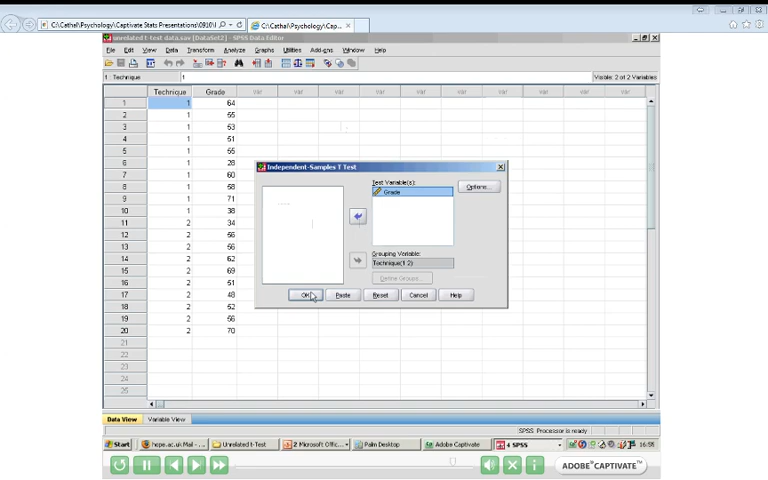 C:\Cathal\Psychology\Captivate Stats Presentations\0910\I
C:\Cathal\Psychology\Cap...
unrelated t-test data.sav [DataSet2] - SPSS Data Editor
File Edit View Data Transform Analyze Graphs Utilities Add-ons Window Help
1 : Technique 1 Visible: 2 of 2 Variables
Technique Grade var var var var var var var var var var
1 1 64
2 1 55
3 1 53
4 1 51
5 1 55
6 1 28
7 1 60
8 1 58
9 1 71
10 1 38
11 2 34
12 2 56
13 2 56
14 2 62
15 2 69
16 2 51
17 2 48
18 2 52
19 2 56
20 2 70
21
22
23
24
25
Independent-Samples T Test
Test Variable(s):
Grade
Options...
Grouping Variable:
Technique(1 2)
Define Groups...
OK Paste Reset Cancel Help
Data View Variable View
SPSS Processor is ready
Start hope.ac.uk Mail - ... Unrelated t-Test 2 Microsoft Offic... Palm Desktop Adobe Captivate 4 SPSS 16:55
ADOBE™ CAPTIVATE™